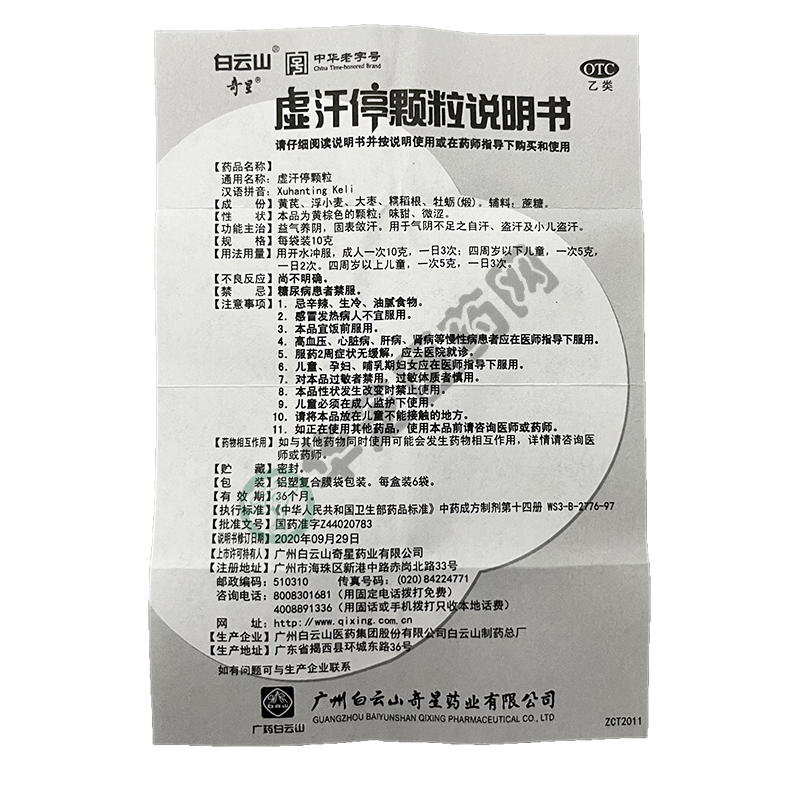 白云山® 中华老字号
China Time-honored Brand
奇星®
OTC
乙类
虚汗停颗粒说明书
请仔细阅读说明书并按说明使用或在药师指导下购买和使用
【药品名称】
通用名称：虚汗停颗粒
汉语拼音：Xuhanting Keli
【成 份】黄芪、浮小麦、大枣、糯稻根、牡蛎(煅)。辅料：蔗糖。
【性 状】本品为黄棕色的颗粒；味甜、微涩。
【功能主治】益气养阴，固表敛汗。用于气阴不足之自汗、盗汗及小儿盗汗。
【规 格】每袋装10克
【用法用量】用开水冲服，成人一次10克，一日3次；四周岁以下儿童，一次5克，
一日2次。四周岁以上儿童，一次5克，一日3次。
【不良反应】尚不明确。
【禁 忌】糖尿病患者禁服。
【注意事项】1. 忌辛辣、生冷、油腻食物。
2. 感冒发热病人不宜服用。
3. 本品宜饭前服用。
4. 高血压、心脏病、肝病、肾病等慢性病患者应在医师指导下服用。
5. 服药2周症状无缓解，应去医院就诊。
6. 儿童、孕妇、哺乳期妇女应在医师指导下服用。
7. 对本品过敏者禁用，过敏体质者慎用。
8. 本品性状发生改变时禁止使用。
9. 儿童必须在成人监护下使用。
10. 请将本品放在儿童不能接触的地方。
11. 如正在使用其他药品，使用本品前请咨询医师或药师。
【药物相互作用】如与其他药物同时使用可能会发生药物相互作用，详情请咨询医
师或药师。
【贮 藏】密封。
【包 装】铝塑复合膜袋包装。每盒装6袋。
【有 效 期】36个月
【执行标准】《中华人民共和国卫生部药品标准》中药成方制剂第十四册 WS3-B-2776-97
【批准文号】国药准字Z44020783
【说明书修订日期】2020年09月29日
【上市许可持有人】广州白云山奇星药业有限公司
【注册地址】广州市海珠区新港中路赤岗北路33号
邮政编码：510310 传真号码：(020)84224771
咨询电话：8008301681（用固定电话拨打免费）
4008891336（用固话或手机拨打只收本地话费）
网 址：http://www.qixing.com.cn
【生产企业】广州白云山医药集团股份有限公司白云山制药总厂
【生产地址】广东省揭西县环城东路36号
如有问题可与生产企业联系
白云山
广药白云山
广州白云山奇星药业有限公司
GUANGZHOU BAIYUNSHAN QIXING PHARMACEUTICAL CO., LTD.
ZCT2011